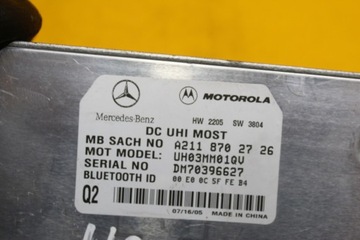 MOTOROLA
Mercedes-Benz
HW 2205 SW 3804
DC UHI MOST
MB SACH NO A211 870 27 26
MOT MODEL: UH03MM01QV
SERIAL NO DM70396627
BLUETOOTH ID 00 E0 0C 5F FE B4
Q2
07/16/05 MADE IN CHINA